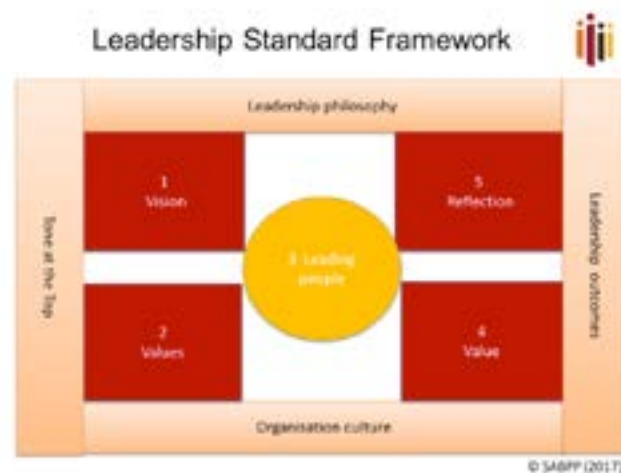 Leadership Standard Framework
Leadership philosophy
1
Vision
5
Reflection
Tone at the Top
3 Leading
people
Leadership outcomes
2
Values
4
Value
Organisation culture
© SABPP (2017)